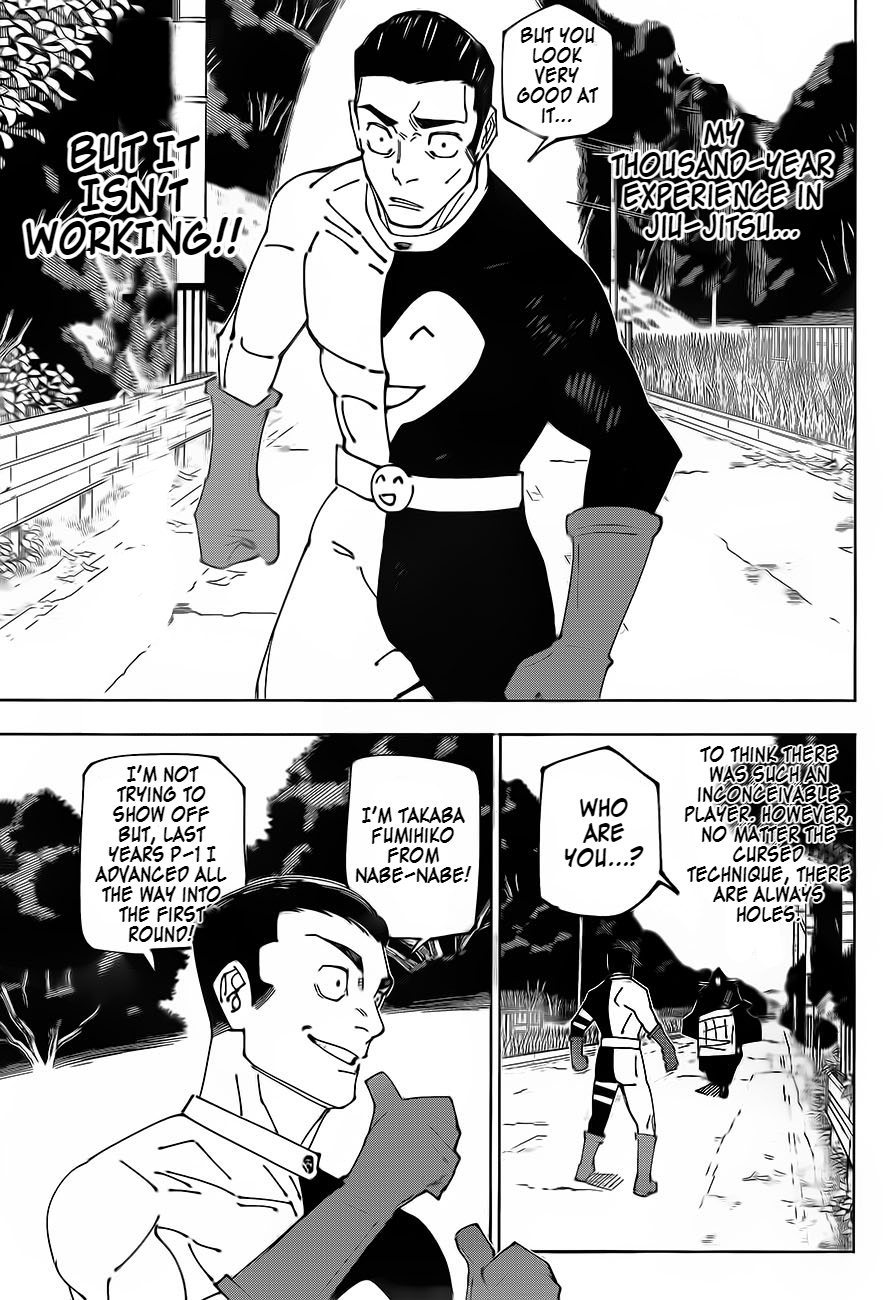 MY
THOUSAND-YEAR
EXPERIENCE IN
JIU-JITSU...
BUT YOU
LOOK
VERY
GOOD AT
IT...
BUT IT
ISN'T
WORKING!!
TO THINK THERE
WAS SUCH AN
INCONCEIVABLE
PLAYER. HOWEVER,
NO MATTER THE
CURSED
TECHNIQUE, THERE
ARE ALWAYS
HOLES.
WHO
ARE
YOU...?
I'M TAKABA
FUMIHIKO
FROM
NABE-NABE!
I'M NOT
TRYING TO
SHOW OFF
BUT, LAST
YEARS P-1 I
ADVANCED ALL
THE WAY INTO
THE FIRST
ROUND!